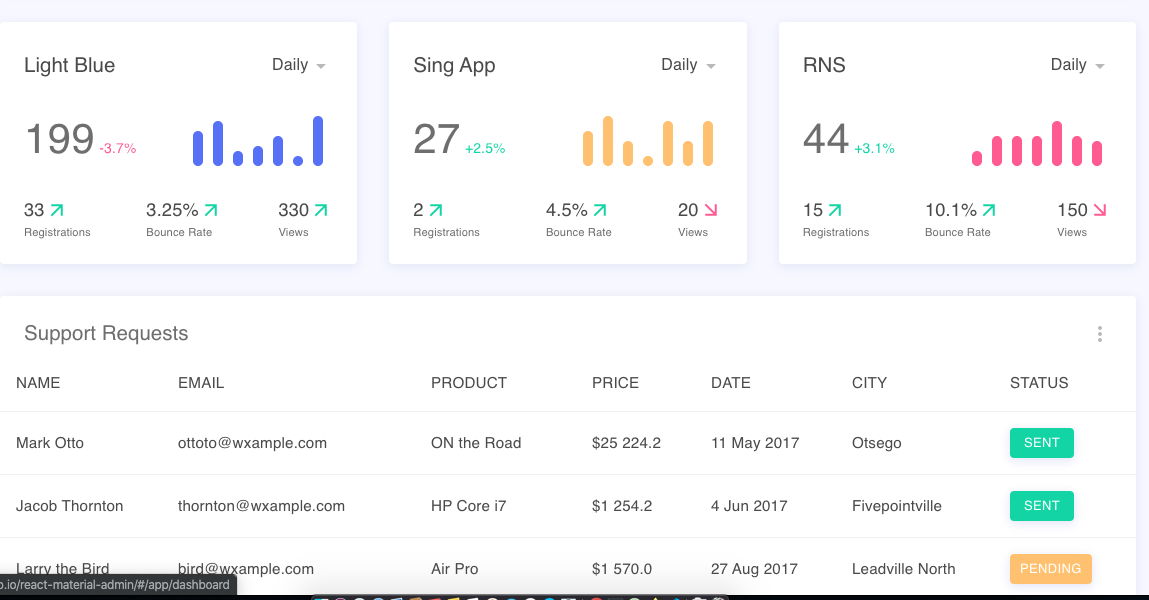 Light Blue
Daily
199 -3.7%
33
3.25%
330
Registrations
Bounce Rate
Views
Sing App
Daily
27 +2.5%
2
4.5%
20
Registrations
Bounce Rate
Views
RNS
Daily
44 +3.1%
15
10.1%
150
Registrations
Bounce Rate
Views
Support Requests
NAME EMAIL PRODUCT PRICE DATE CITY STATUS
Mark Otto ottoto@wxample.com ON the Road $25 224.2 11 May 2017 Otsego SENT
Jacob Thornton thornton@wxample.com HP Core i7 $1 254.2 4 Jun 2017 Fivepointville SENT
Larry the Bird bird@wxample.com Air Pro $1 570.0 27 Aug 2017 Leadville North PENDING
o.io/react-material-admin/#/app/dashboard